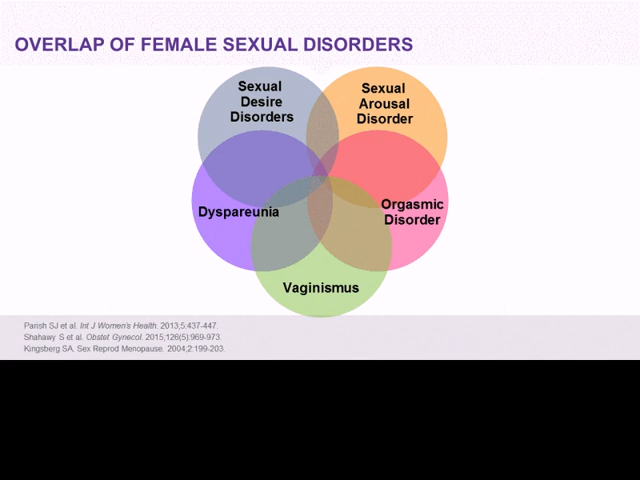 OVERLAP OF FEMALE SEXUAL DISORDERS
Sexual
Desire
Disorders
Sexual
Arousal
Disorder
Dyspareunia
Orgasmic
Disorder
Vaginismus
Parish SJ et al. Int J Women's Health. 2013;5:437-447.
Shahawy S et al. Obstet Gynecol. 2015;126(5):969-973.
Kingsberg SA. Sex Reprod Menopause. 2004;2:199-203.